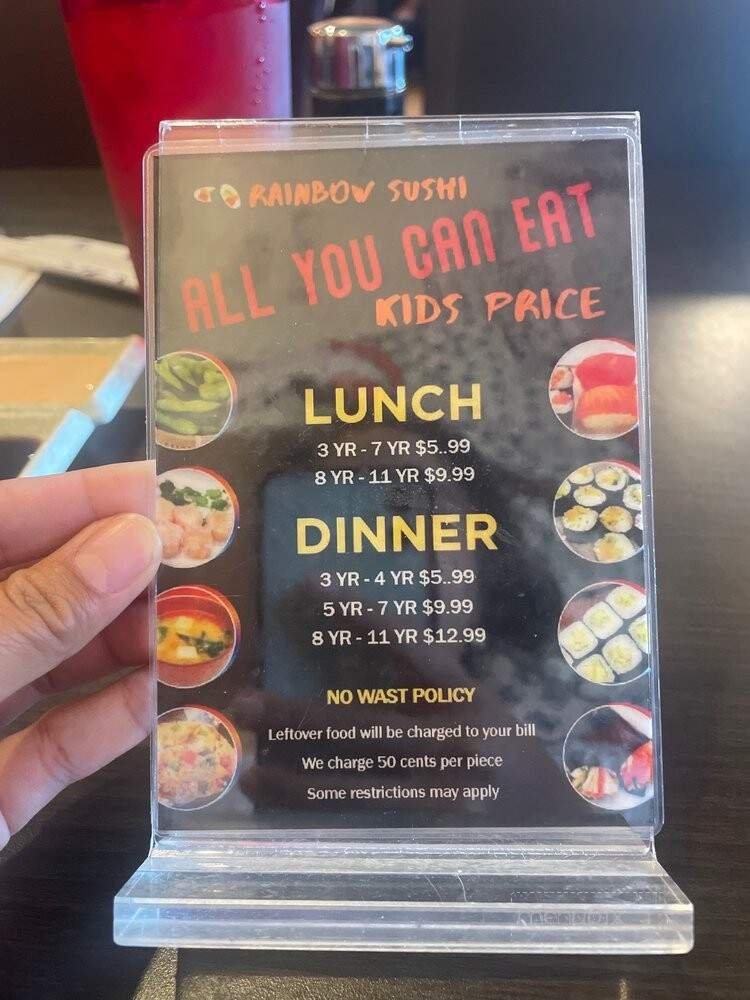 RAINBOW SUSHI
ALL YOU CAN EAT
KIDS PRICE
LUNCH
3 YR - 7 YR $5..99
8 YR - 11 YR $9.99
DINNER
3 YR - 4 YR $5..99
5 YR - 7 YR $9.99
8 YR - 11 YR $12.99
NO WAST POLICY
Leftover food will be charged to your bill
We charge 50 cents per piece
Some restrictions may apply